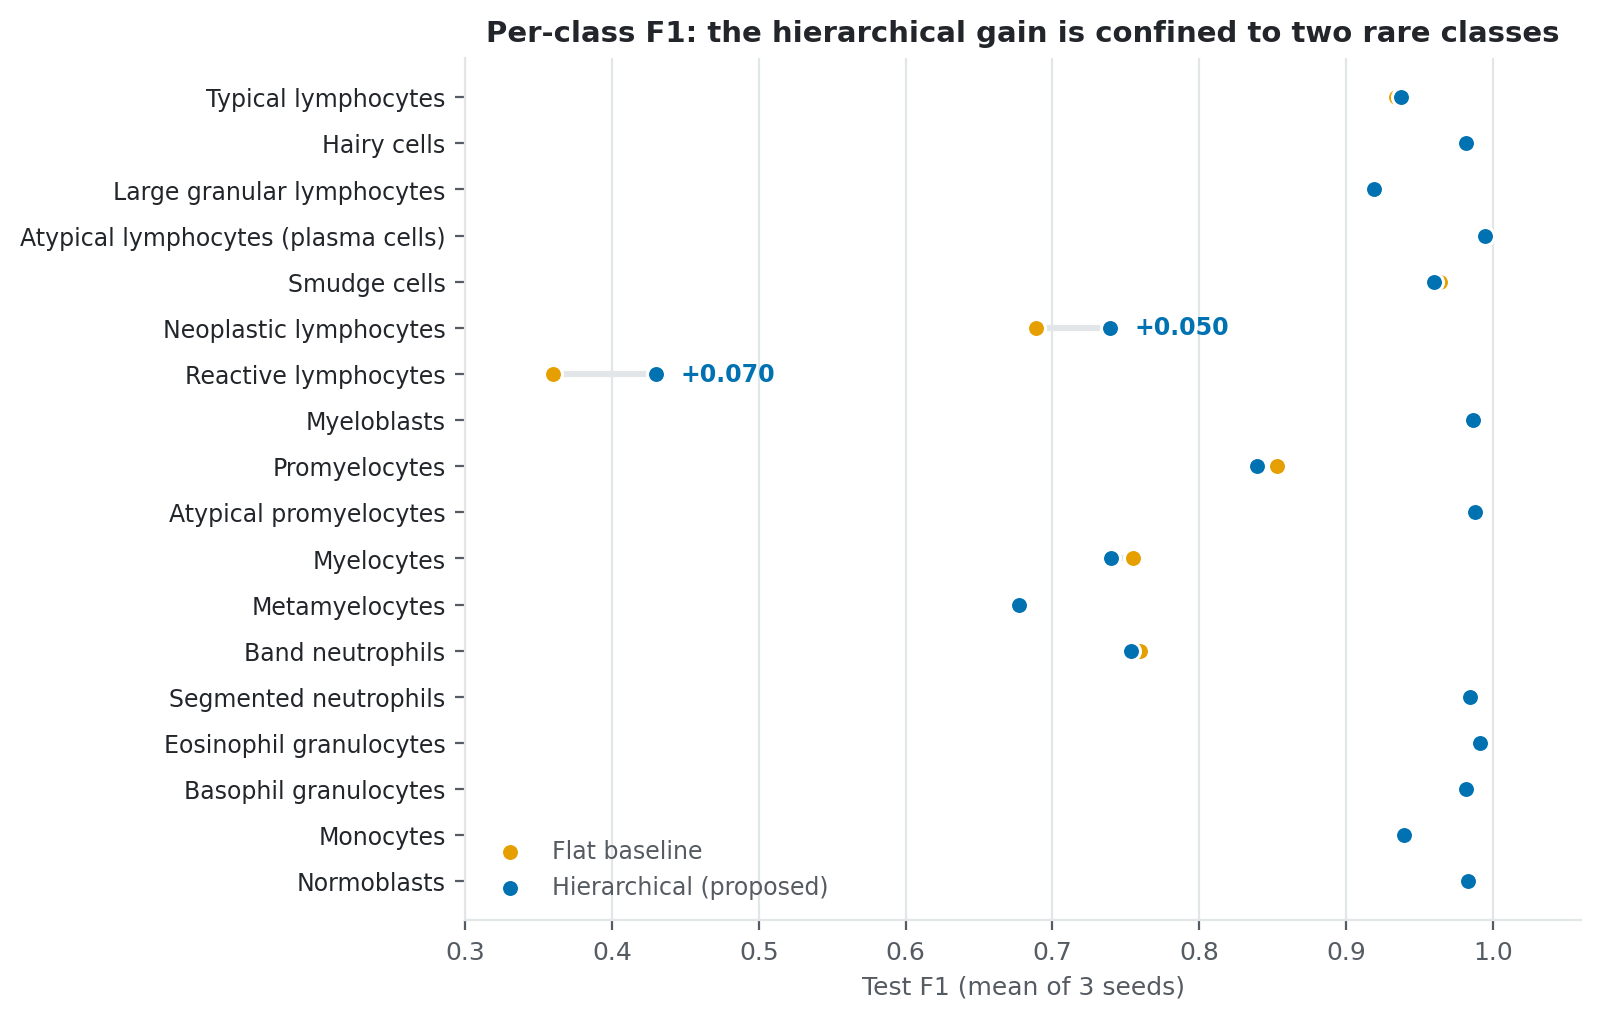 Per-class F1: the hierarchical gain is confined to two rare classes
Typical lymphocytes
Hairy cells
Large granular lymphocytes
Atypical lymphocytes (plasma cells)
Smudge cells
Neoplastic lymphocytes
+0.050
Reactive lymphocytes
+0.070
Myeloblasts
Promyelocytes
Atypical promyelocytes
Myelocytes
Metamyelocytes
Band neutrophils
Segmented neutrophils
Eosinophil granulocytes
Basophil granulocytes
Monocytes
Normoblasts
Flat baseline
Hierarchical (proposed)
0.3 0.4 0.5 0.6 0.7 0.8 0.9 1.0
Test F1 (mean of 3 seeds)